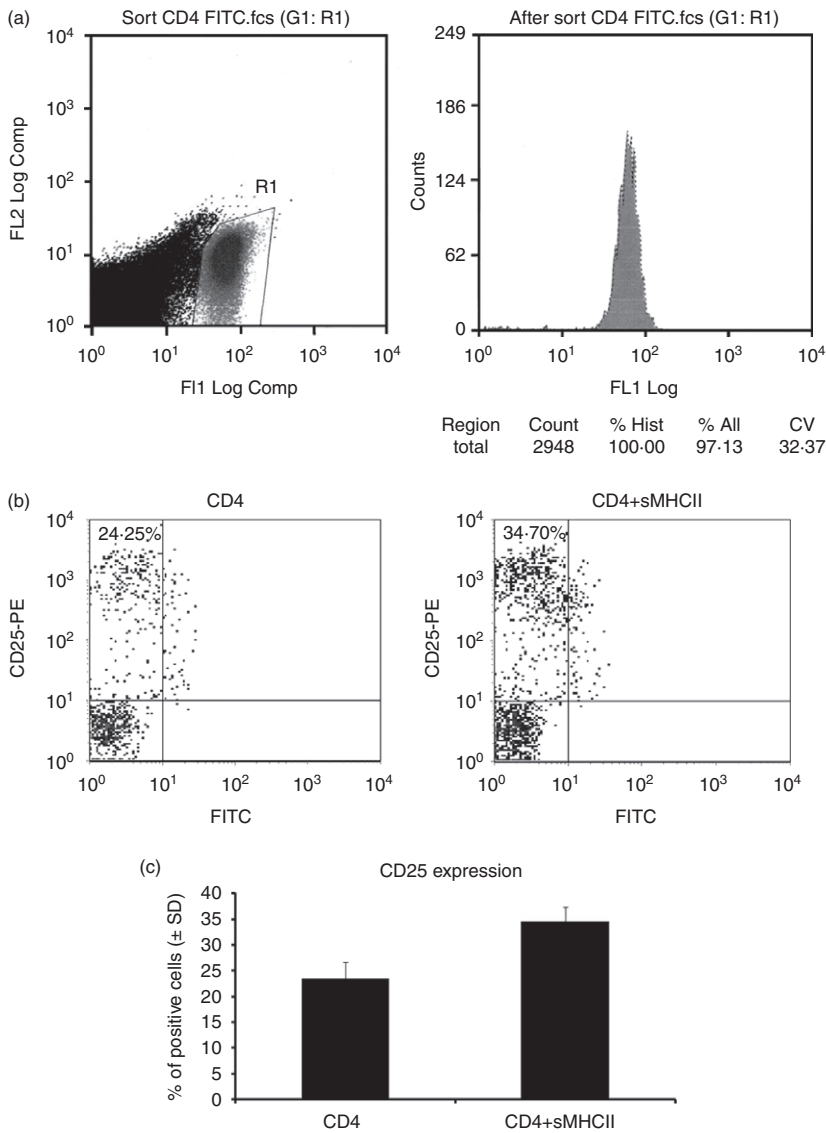 (a)
Sort CD4 FITC.fcs (G1: R1)
10⁴
10³
10²
10¹
10⁰
FL2 Log Comp
R1
10⁰ 10¹ 10² 10³ 10⁴
Fl1 Log Comp
After sort CD4 FITC.fcs (G1: R1)
249
186
124
62
0
Counts
10⁰ 10¹ 10² 10³ 10⁴
FL1 Log
Region Count % Hist % All CV
total 2948 100·00 97·13 32·37
(b)
CD4
10⁴
10³
10²
10¹
10⁰
CD25-PE
24·25%
10⁰ 10¹ 10² 10³ 10⁴
FITC
CD4+sMHCII
10⁴
10³
10²
10¹
10⁰
CD25-PE
34·70%
10⁰ 10¹ 10² 10³ 10⁴
FITC
(c)
CD25 expression
% of positive cells (± SD)
40
35
30
25
20
15
10
5
0
CD4 CD4+sMHCII